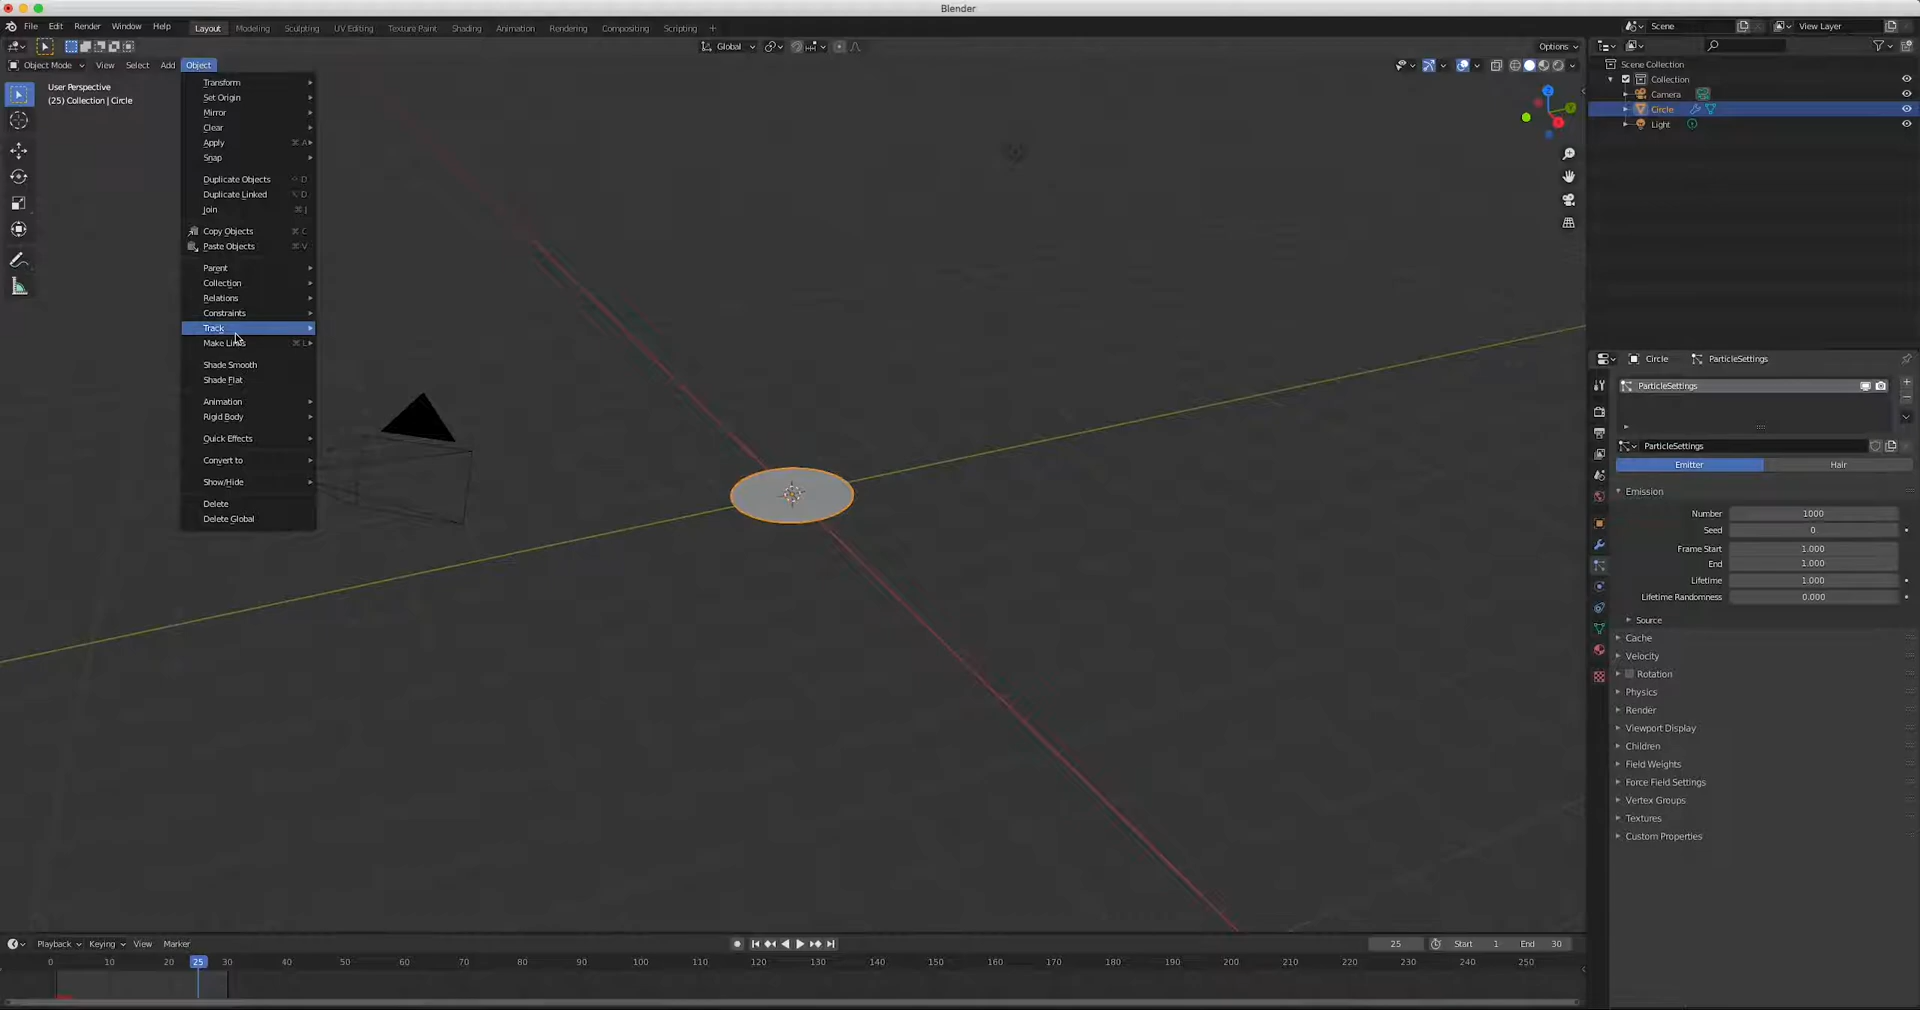 Blender
File Edit Render Window Help
Layout Modeling Sculpting UV Editing Texture Paint Shading Animation Rendering Compositing Scripting +
Scene
View Layer
Global
Options
Object Mode View Select Add Object
User Perspective
(25) Collection | Circle
Transform
Set Origin
Mirror
Clear
Apply ⌘ A
Snap
Duplicate Objects D
Duplicate Linked D
Join ⌘ J
Copy Objects ⌘ C
Paste Objects ⌘ V
Parent
Collection
Relations
Constraints
Track
Make Links ⌘ L
Shade Smooth
Shade Flat
Animation
Rigid Body
Quick Effects
Convert to
Show/Hide
Delete
Delete Global
Z
Y
X
Scene Collection
Collection
Camera
Circle
Light
Circle ParticleSettings
ParticleSettings
ParticleSettings
Emitter Hair
Emission
Number 1000
Seed 0
Frame Start 1.000
End 1.000
Lifetime 1.000
Lifetime Randomness 0.000
Source
Cache
Velocity
Rotation
Physics
Render
Viewport Display
Children
Field Weights
Force Field Settings
Vertex Groups
Textures
Custom Properties
Playback Keying View Marker
25 Start 1 End 30
0 10 20 25 30 40 50 60 70 80 90 100 110 120 130 140 150 160 170 180 190 200 210 220 230 240 250